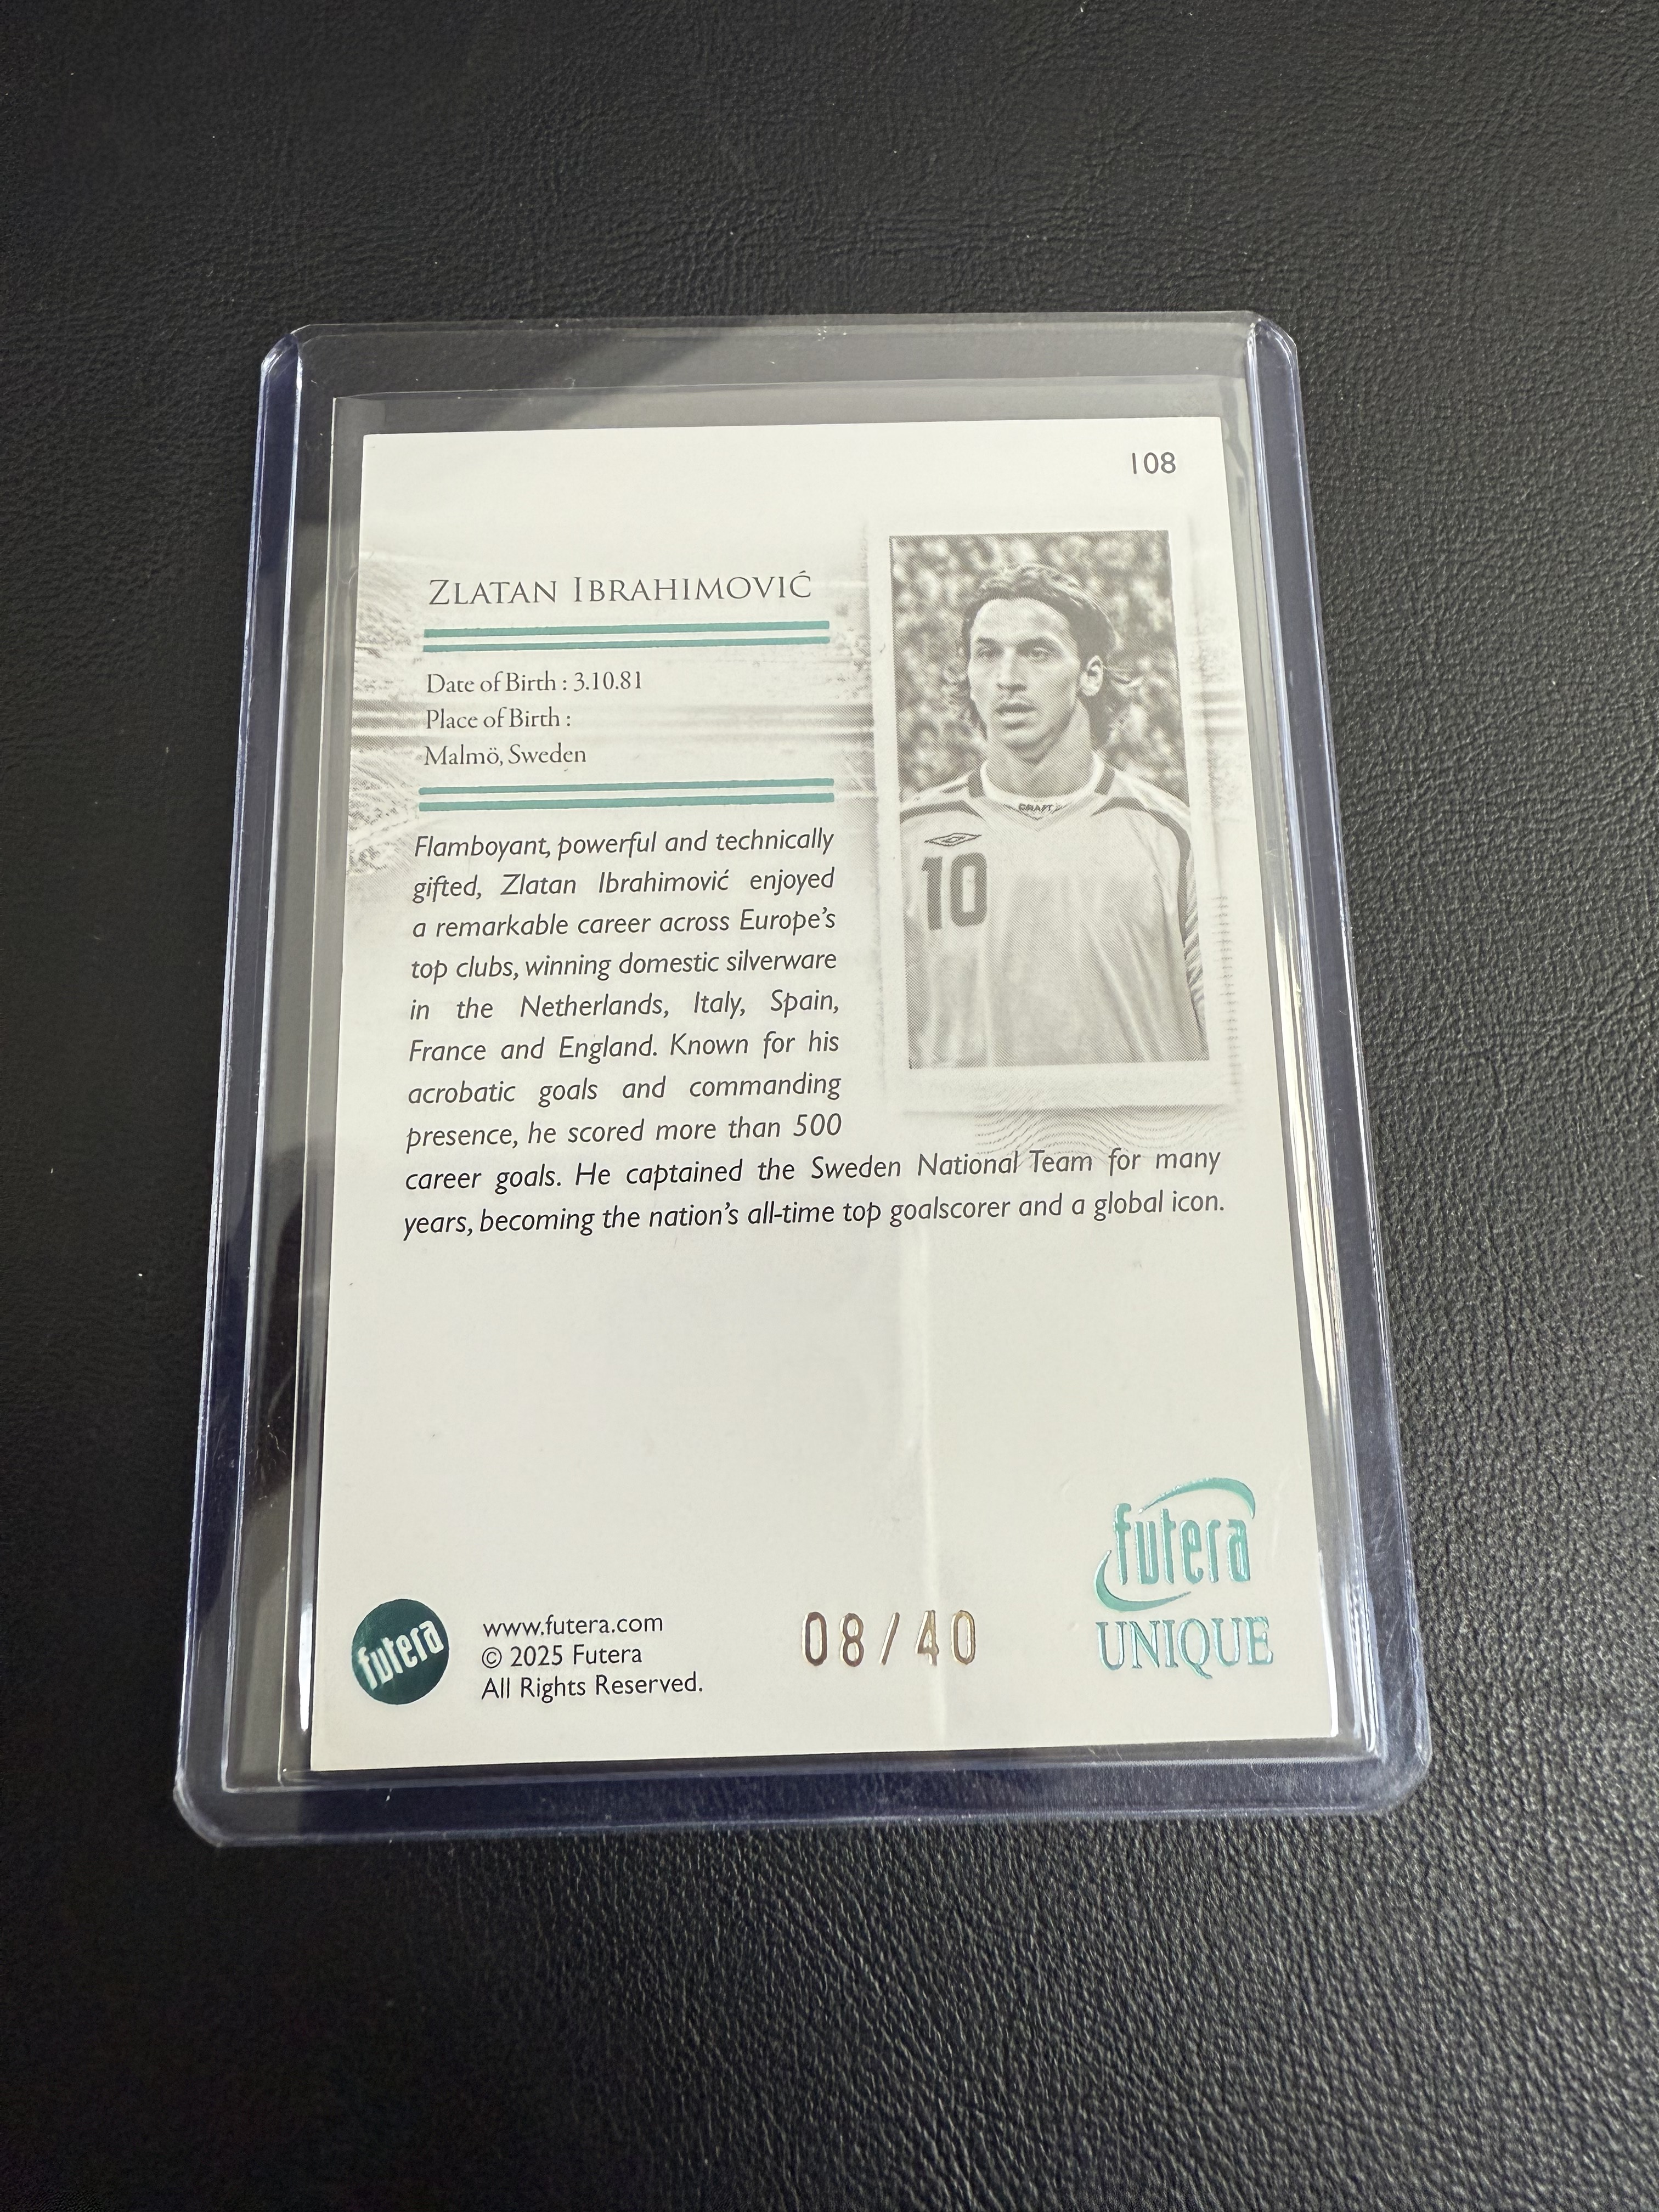 108
ZLATAN IBRAHIMOVIĆ
Date of Birth : 3.10.81
Place of Birth :
Malmö, Sweden
Flamboyant, powerful and technically
gifted, Zlatan Ibrahimović enjoyed
a remarkable career across Europe's
top clubs, winning domestic silverware
in the Netherlands, Italy, Spain,
France and England. Known for his
acrobatic goals and commanding
presence, he scored more than 500
career goals. He captained the Sweden National Team for many
years, becoming the nation's all-time top goalscorer and a global icon.
CRAFT
10
futera
www.futera.com
© 2025 Futera
All Rights Reserved.
08/40
futera
UNIQUE